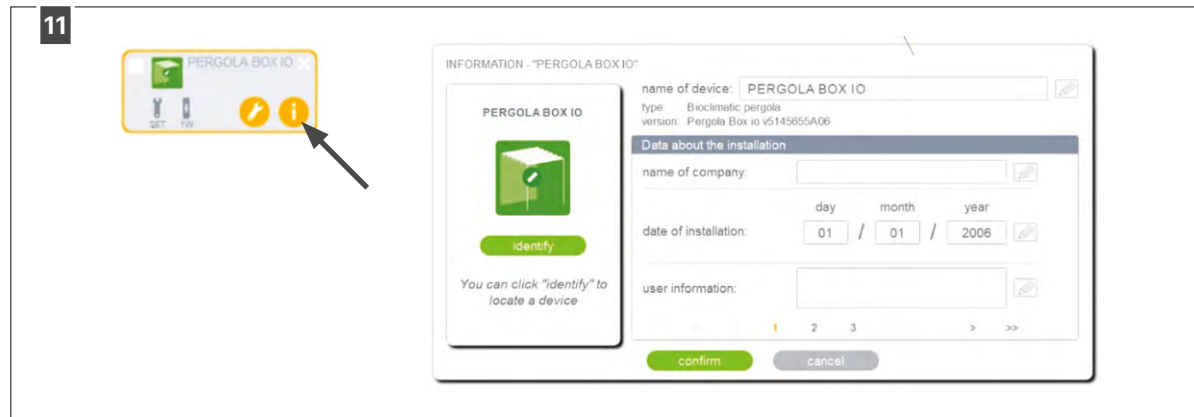 11
PERGOLA BOX IO
SET 1W
INFORMATION - "PERGOLA BOX IO"
PERGOLA BOX IO
identify
You can click "identify" to
locate a device
name of device: PERGOLA BOX IO
type: Bioclimatic pergola
version: Pergola Box io v5145655A06
Data about the installation
name of company:
day month year
date of installation: 01 / 01 / 2006
user information:
1 2 3 > >>
confirm cancel